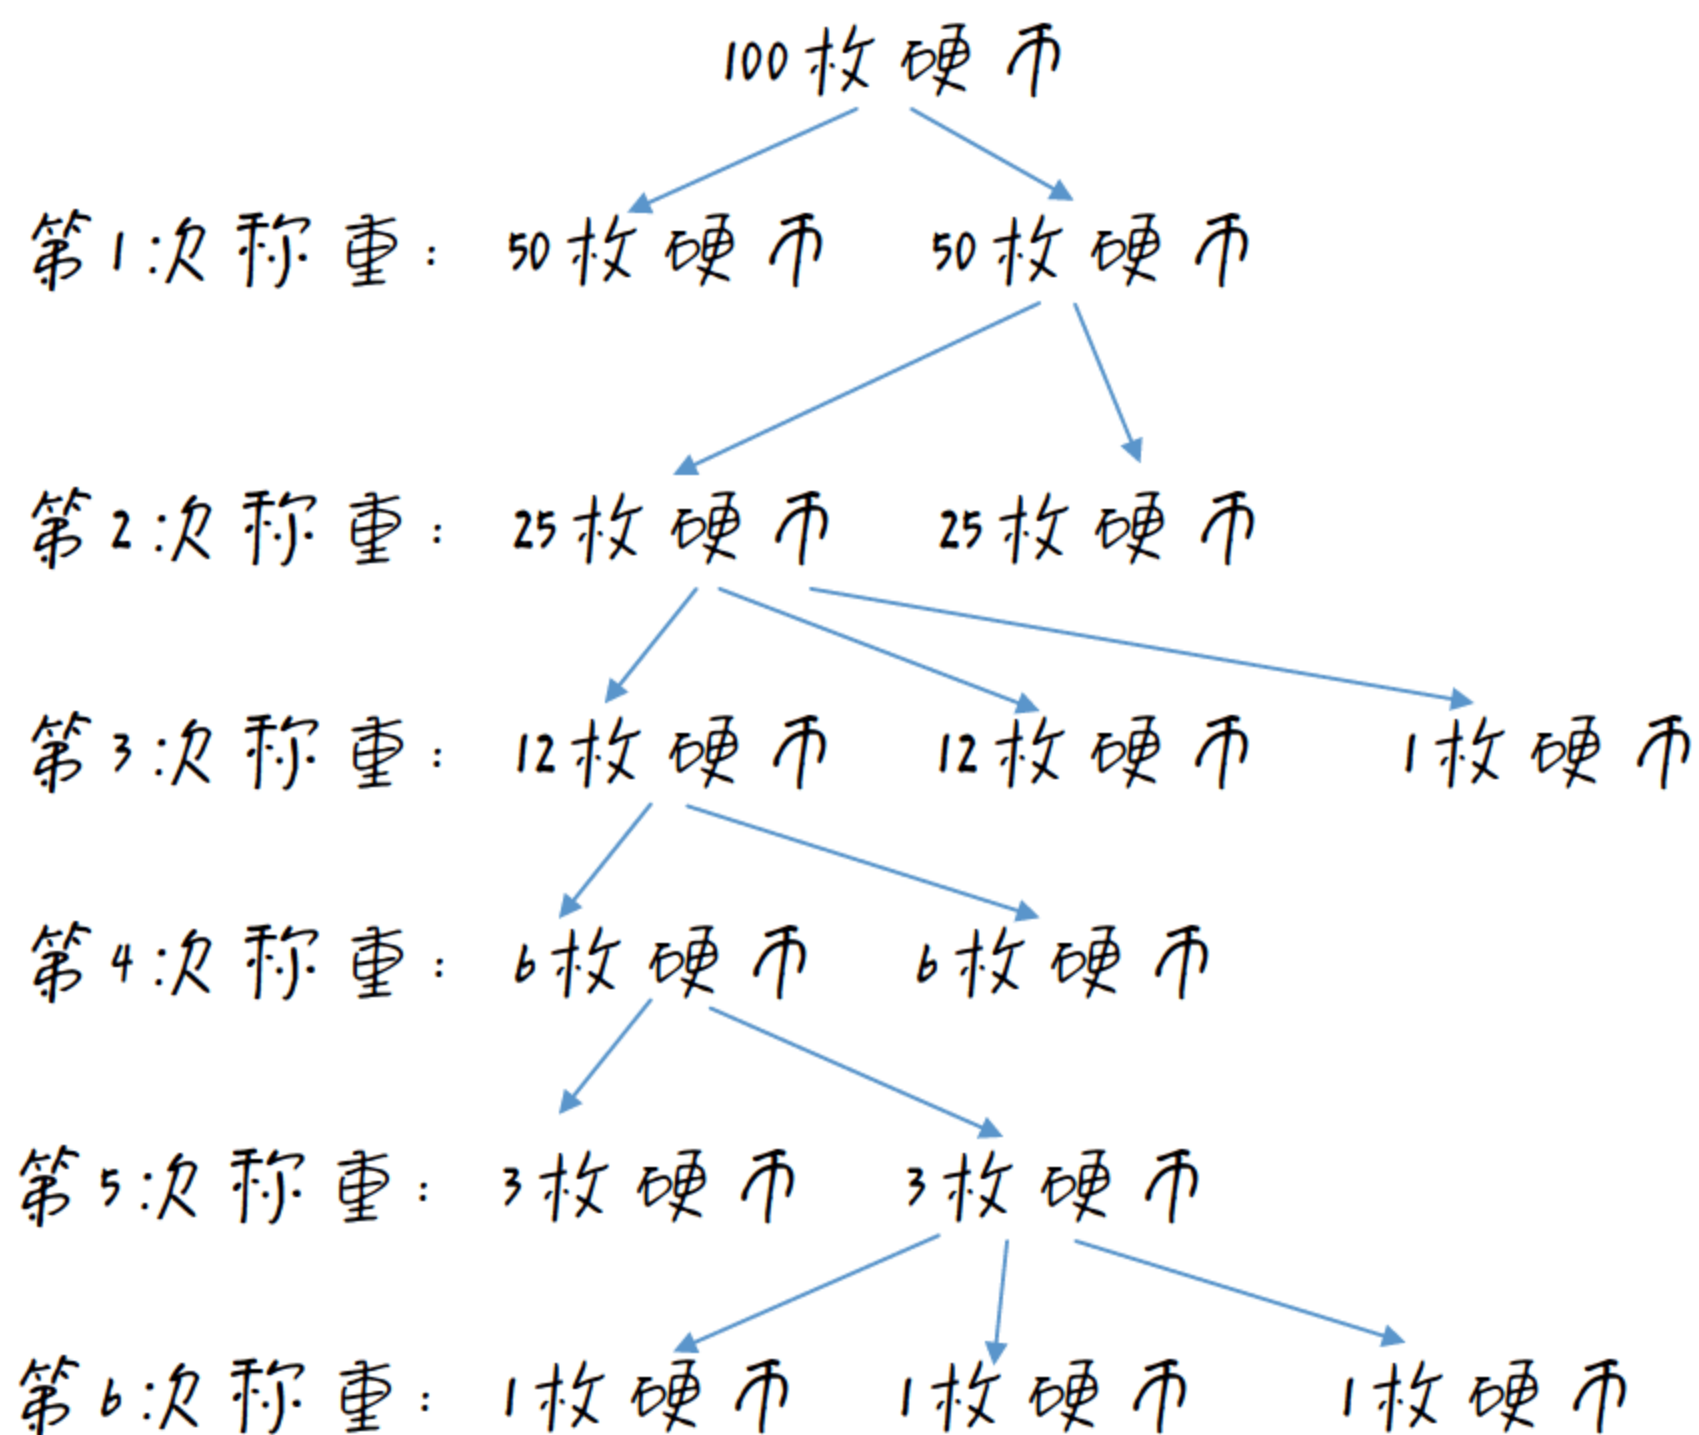 100枚硬币
第1次称重: 50枚硬币 50枚硬币
第2次称重: 25枚硬币 25枚硬币
第3次称重: 12枚硬币 12枚硬币 1枚硬币
第4次称重: 6枚硬币 6枚硬币
第5次称重: 3枚硬币 3枚硬币
第6次称重: 1枚硬币 1枚硬币 1枚硬币